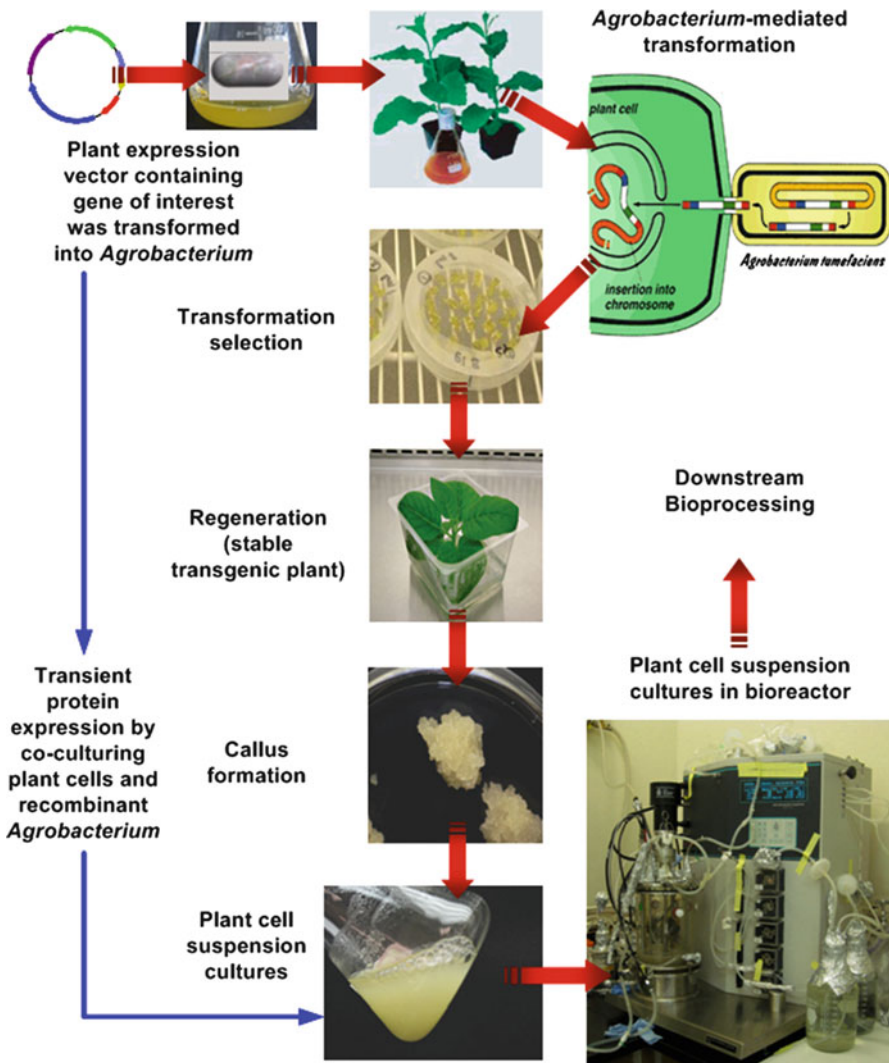 Agrobacterium-mediated
transformation
plant cell
Plant expression
vector containing
gene of interest
was transformed
into Agrobacterium
insertion into
chromosome
Agrobacterium tumefacians
Transformation
selection
Regeneration
(stable
transgenic plant)
Downstream
Bioprocessing
Transient
protein
expression by
co-culturing
plant cells and
recombinant
Agrobacterium
Callus
formation
Plant cell suspension
cultures in bioreactor
Plant cell
suspension
cultures